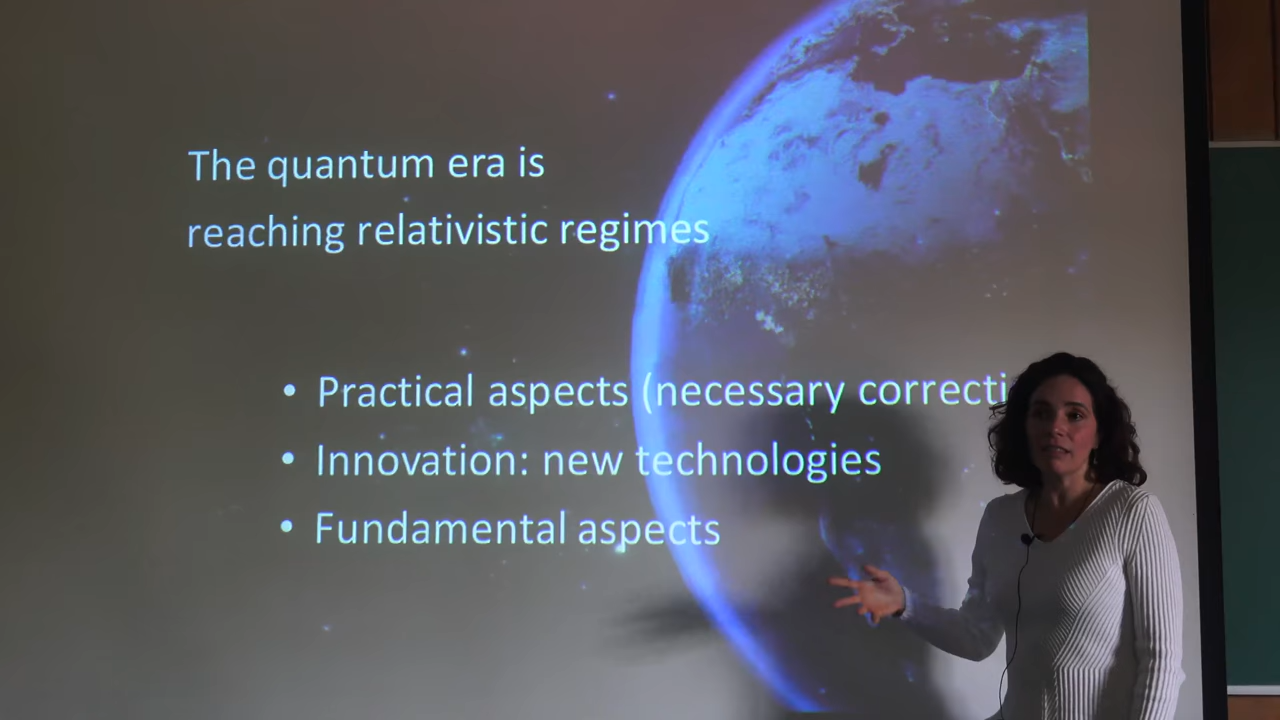 The quantum era is
reaching relativistic regimes
• Practical aspects (necessary correcti
• Innovation: new technologies
• Fundamental aspects